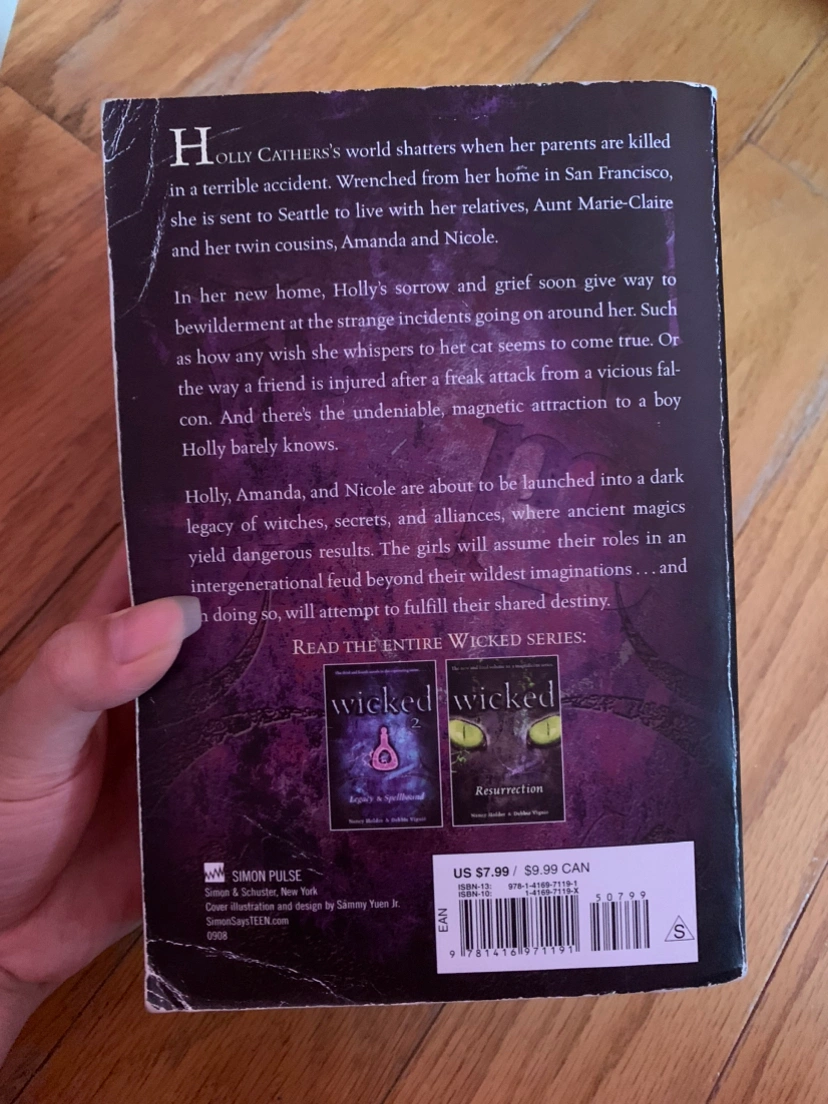 HOLLY CATHERS's world shatters when her parents are killed
in a terrible accident. Wrenched from her home in San Francisco,
she is sent to Seattle to live with her relatives, Aunt Marie-Claire
and her twin cousins, Amanda and Nicole.
In her new home, Holly's sorrow and grief soon give way to
bewilderment at the strange incidents going on around her. Such
as how any wish she whispers to her cat seems to come true. Or
the way a friend is injured after a freak attack from a vicious fal-
con. And there's the undeniable, magnetic attraction to a boy
Holly barely knows.
Holly, Amanda, and Nicole are about to be launched into a dark
legacy of witches, secrets, and alliances, where ancient magics
yield dangerous results. The girls will assume their roles in an
intergenerational feud beyond their wildest imaginations . . . and
n doing so, will attempt to fulfill their shared destiny.
READ THE ENTIRE WICKED SERIES:
wicked
2
Legacy & Spellbound
Nancy Holder & Debbie Viguié
wicked
Resurrection
Nancy Holder & Debbie Viguié
SIMON PULSE
Simon & Schuster, New York
Cover illustration and design by Sammy Yuen Jr.
SimonSaysTEEN.com
0908
US $7.99 / $9.99 CAN
ISBN-13: 978-1-4169-7119-1
ISBN-10: 1-4169-7119-X
50799
EAN
9 781416 971191
S